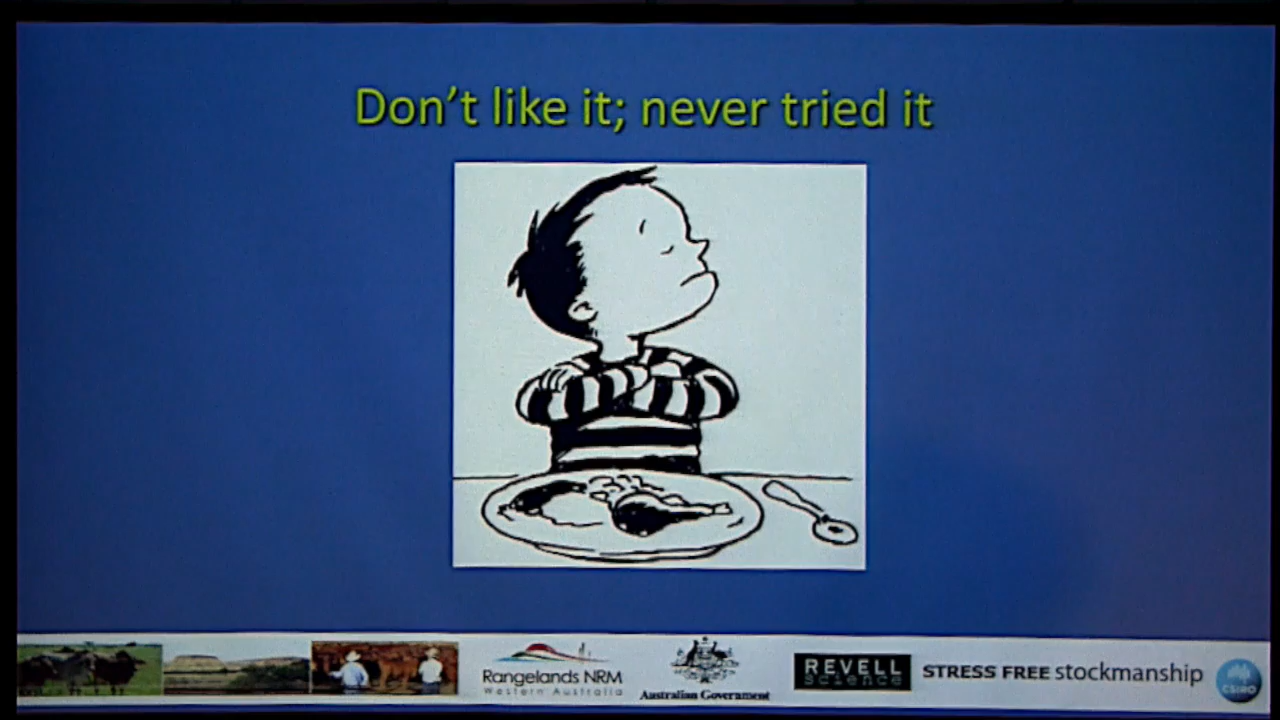 Don't like it; never tried it
Rangelands NRM
Western Australia
Australian Government
REVELL
Science
STRESS FREE stockmanship
CSIRO